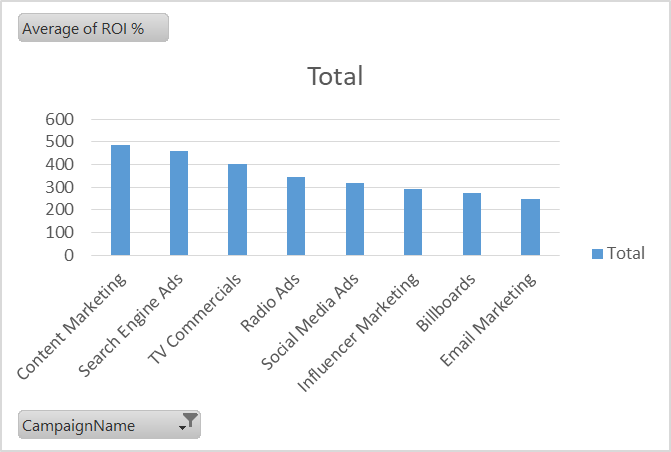 Average of ROI %
Total
600
500
400
300
200
100
0
Content Marketing
Search Engine Ads
TV Commercials
Radio Ads
Social Media Ads
Influencer Marketing
Billboards
Email Marketing
Total
CampaignName